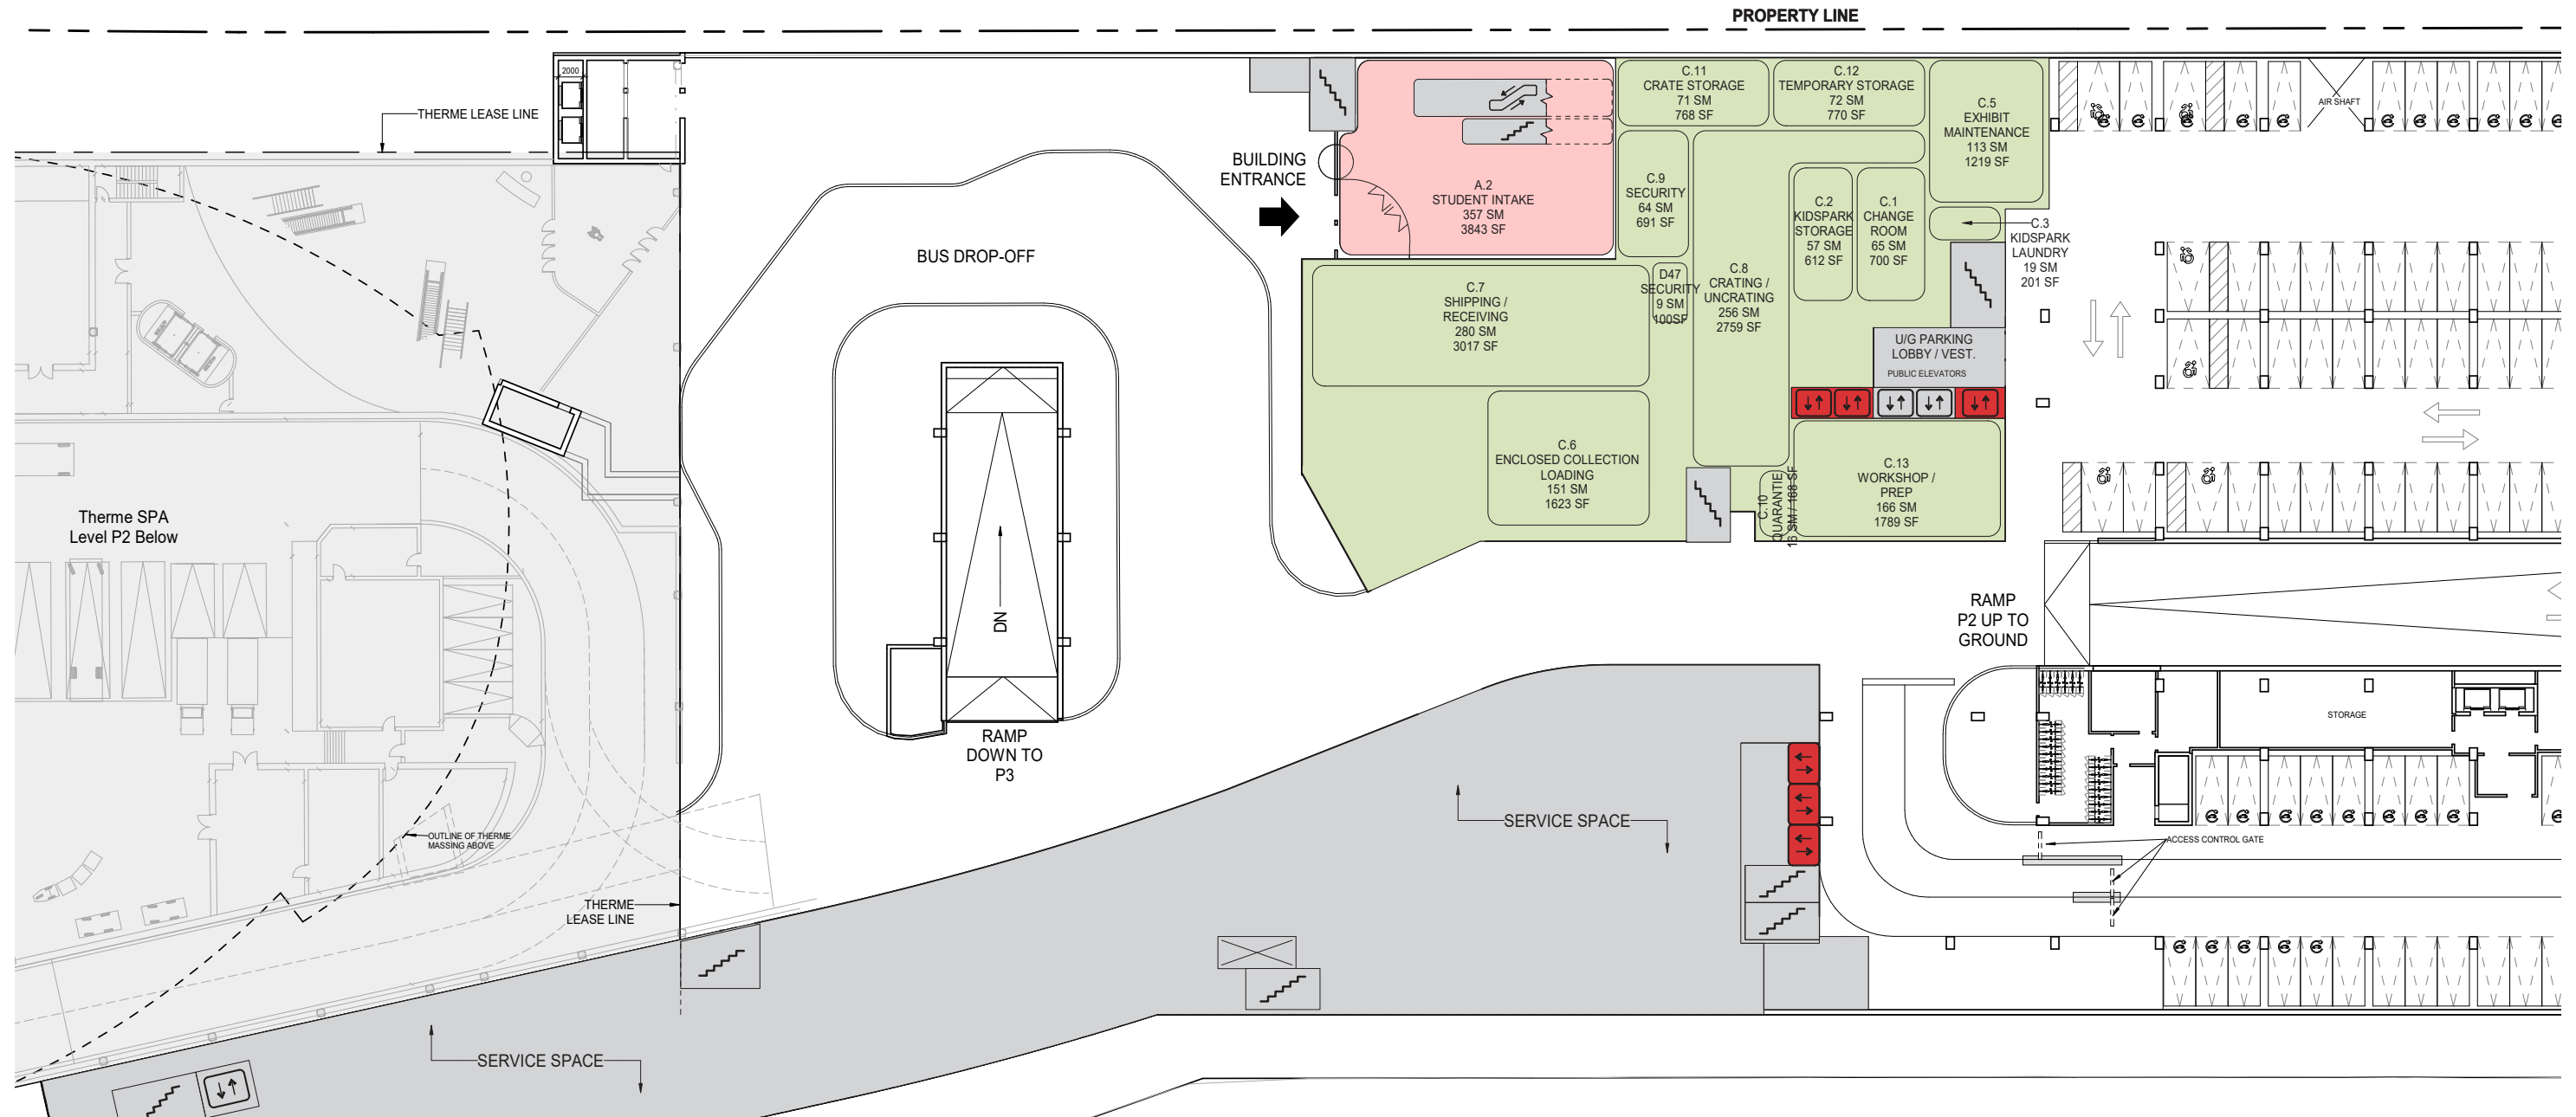 PROPERTY LINE
2000
THERME LEASE LINE
BUILDING
ENTRANCE
A.2
STUDENT INTAKE
357 SM
3843 SF
C.11
CRATE STORAGE
71 SM
768 SF
C.12
TEMPORARY STORAGE
72 SM
770 SF
C.5
EXHIBIT
MAINTENANCE
113 SM
1219 SF
AIR SHAFT
C.9
SECURITY
64 SM
691 SF
C.2
KIDSPARK
STORAGE
57 SM
612 SF
C.1
CHANGE
ROOM
65 SM
700 SF
C.3
KIDSPARK
LAUNDRY
19 SM
201 SF
BUS DROP-OFF
C.7
SHIPPING /
RECEIVING
280 SM
3017 SF
D47
SECURITY
9 SM
100SF
C.8
CRATING /
UNCRATING
256 SM
2759 SF
U/G PARKING
LOBBY / VEST.
PUBLIC ELEVATORS
C.6
ENCLOSED COLLECTION
LOADING
151 SM
1623 SF
C.10
QUARANTIE
16 SM / 168 SF
C.13
WORKSHOP /
PREP
166 SM
1789 SF
Therme SPA
Level P2 Below
DN
RAMP
P2 UP TO
GROUND
RAMP
DOWN TO
P3
STORAGE
SERVICE SPACE
OUTLINE OF THERME
MASSING ABOVE
ACCESS CONTROL GATE
THERME
LEASE LINE
SERVICE SPACE